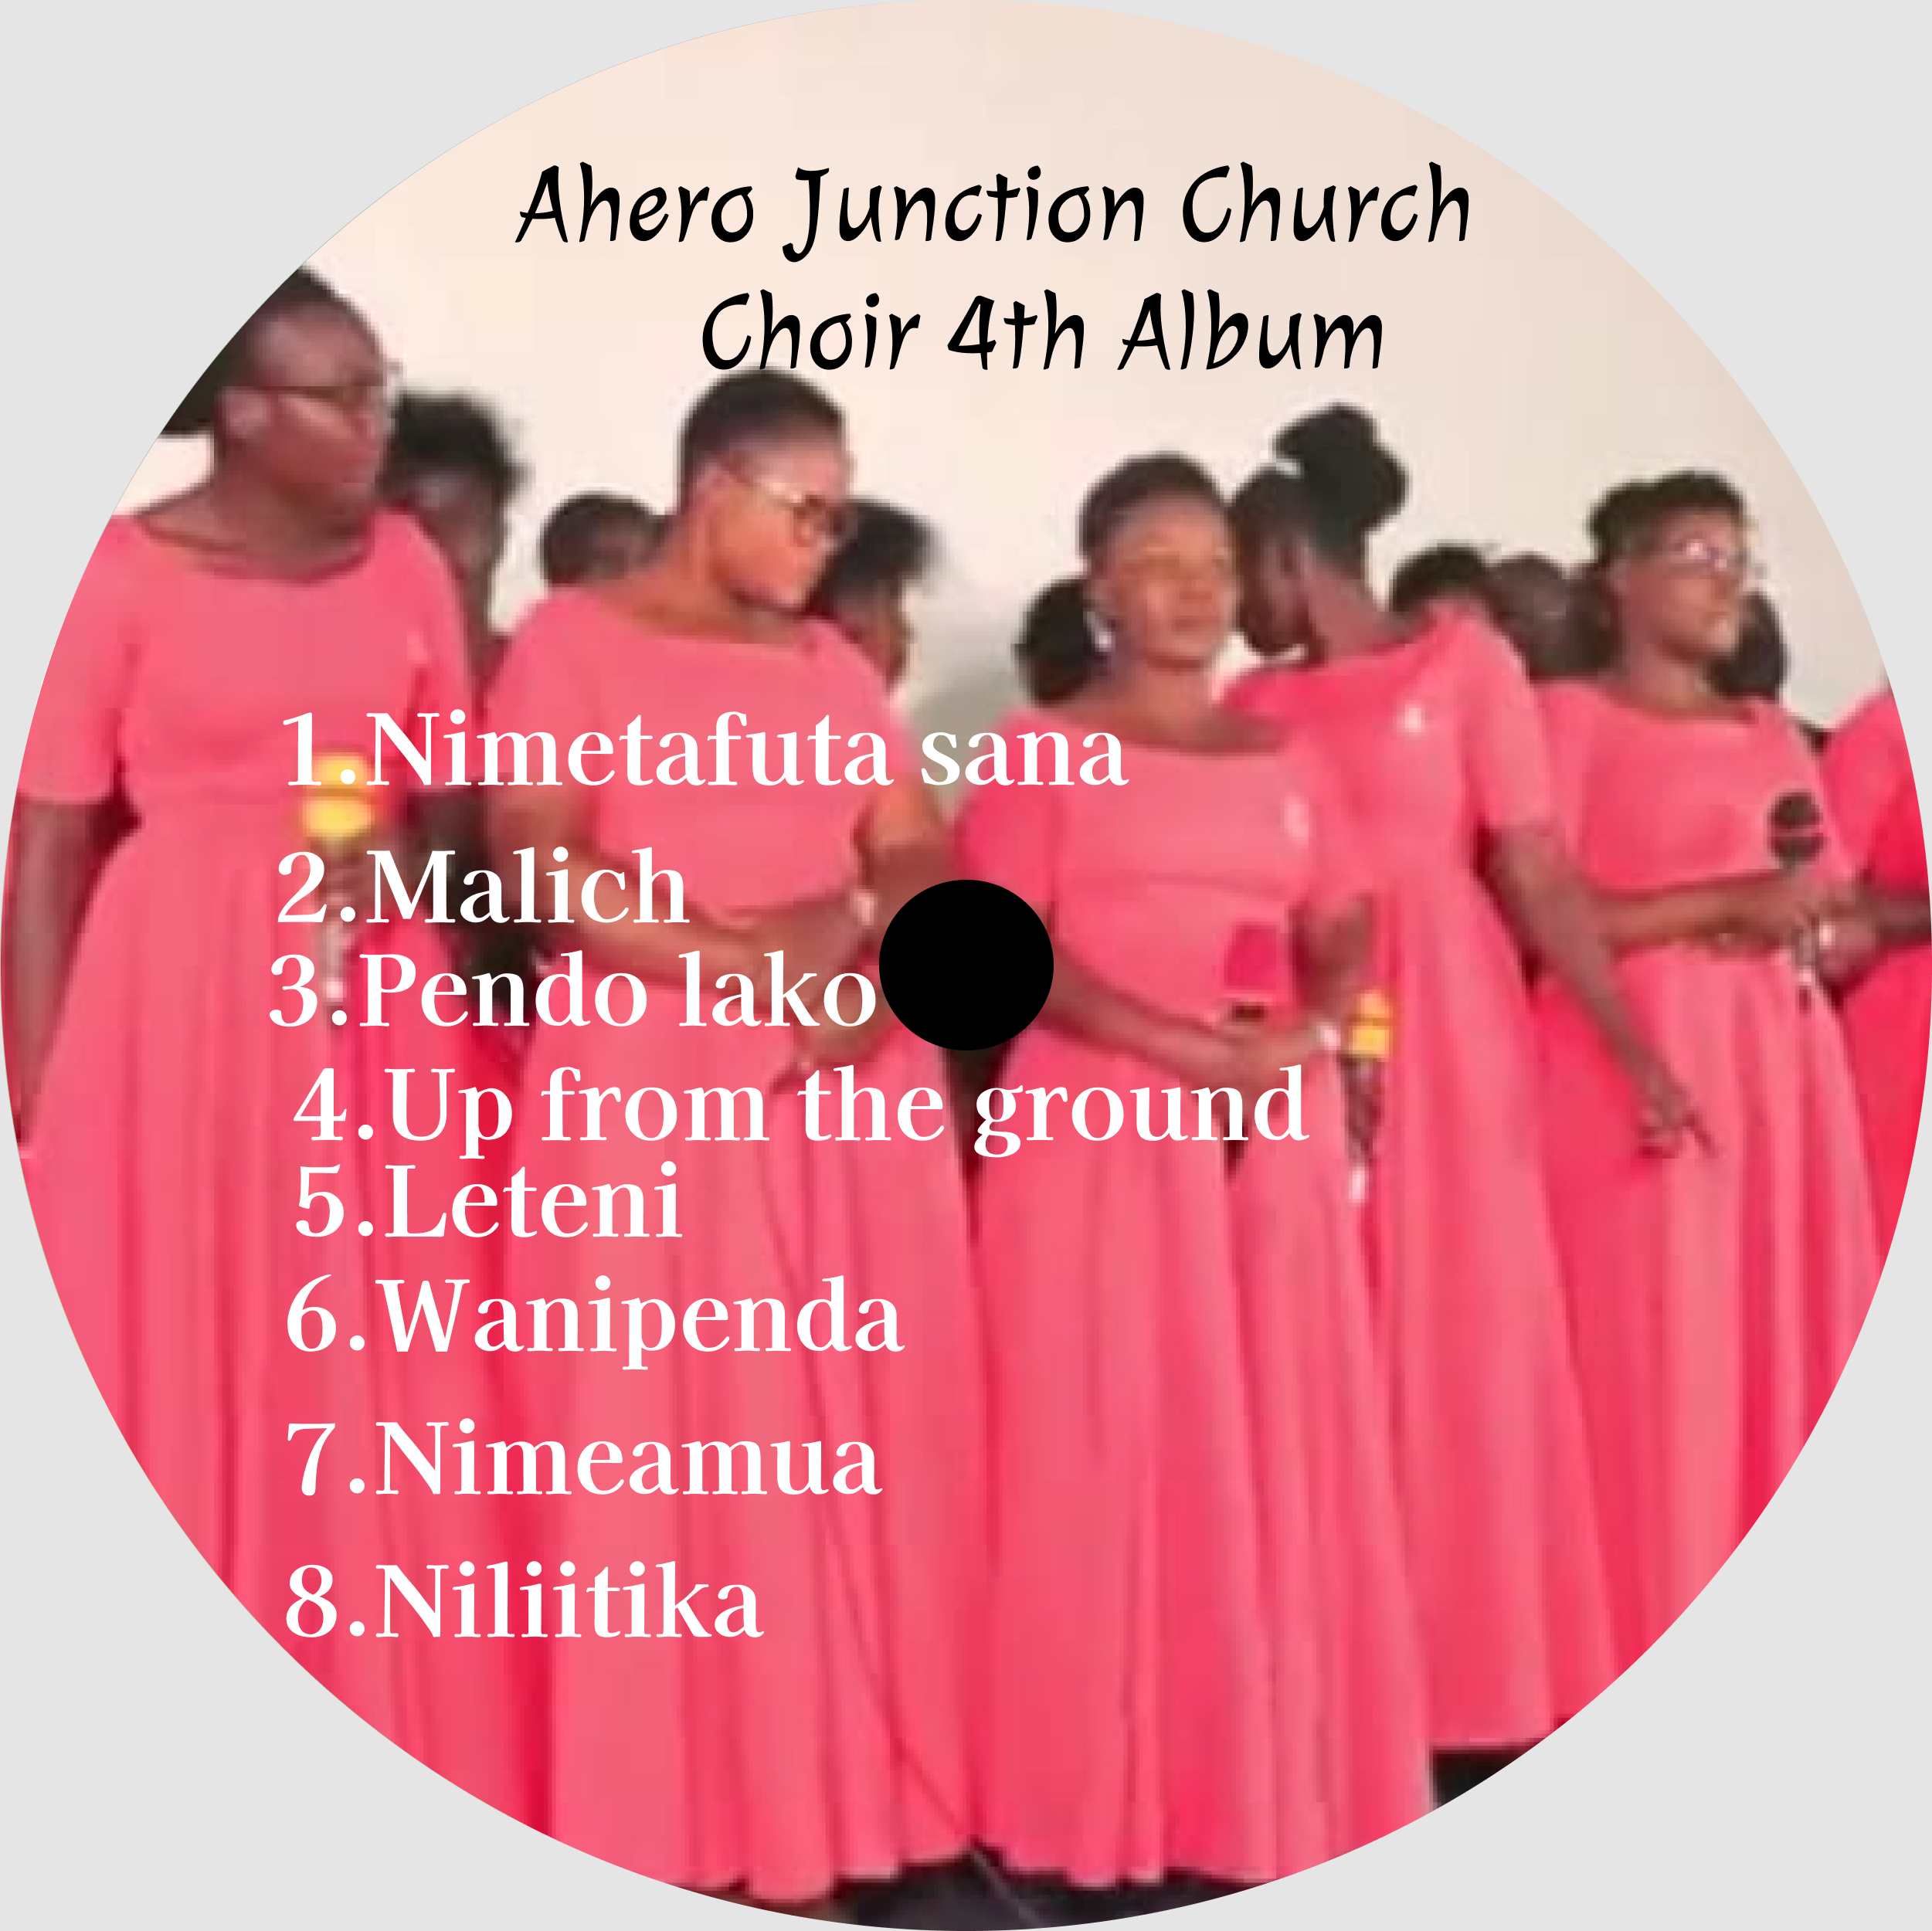 Ahero Junction Church
Choir 4th Album
1.Nimetafuta sana
2.Malich
3.Pendo lako
4.Up from the ground
5.Leteni
6.Wanipenda
7.Nimeamua
8.Niliitika